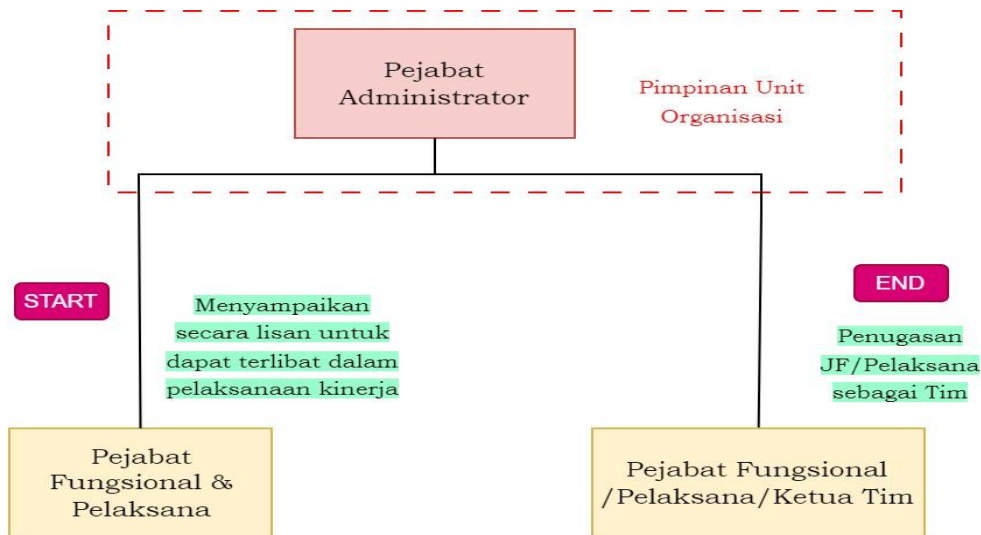 Pejabat
Administrator
Pimpinan Unit
Organisasi
START
Menyampaikan
secara lisan untuk
dapat terlibat dalam
pelaksanaan kinerja
END
Penugasan
JF/Pelaksana
sebagai Tim
Pejabat
Fungsional &
Pelaksana
Pejabat Fungsional
/Pelaksana/Ketua Tim